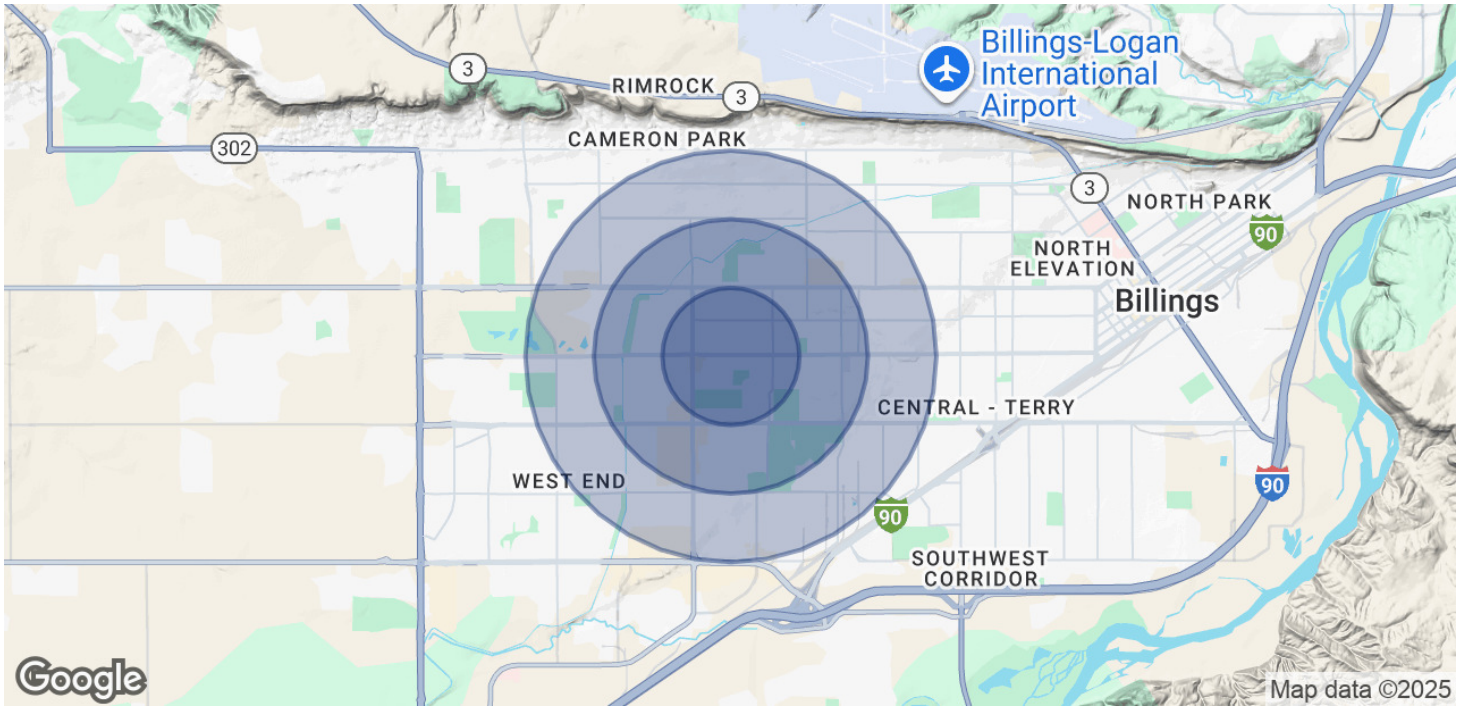 Billings-Logan
International
Airport
3
RIMROCK
3
CAMERON PARK
302
3
NORTH PARK
90
NORTH
ELEVATION
Billings
CENTRAL - TERRY
WEST END
90
90
SOUTHWEST
CORRIDOR
Google
Map data ©2025